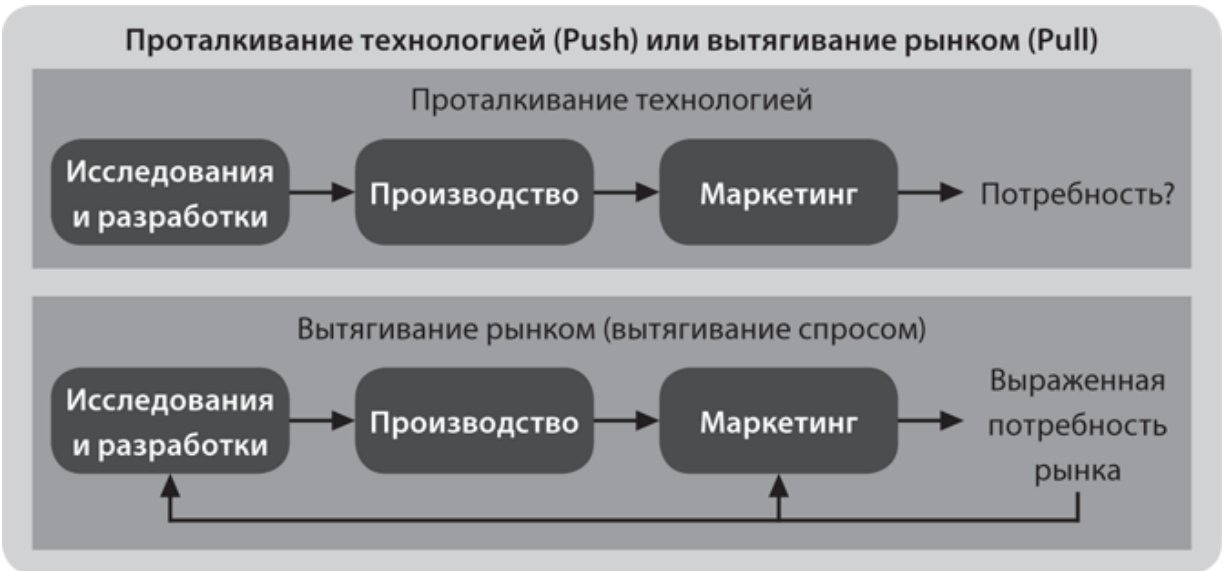 Проталкивание технологией (Push) или вытягивание рынком (Pull)
Проталкивание технологией
Исследования
и разработки
Производство
Маркетинг
Потребность?
Вытягивание рынком (вытягивание спросом)
Исследования
и разработки
Производство
Маркетинг
Выраженная
потребность
рынка